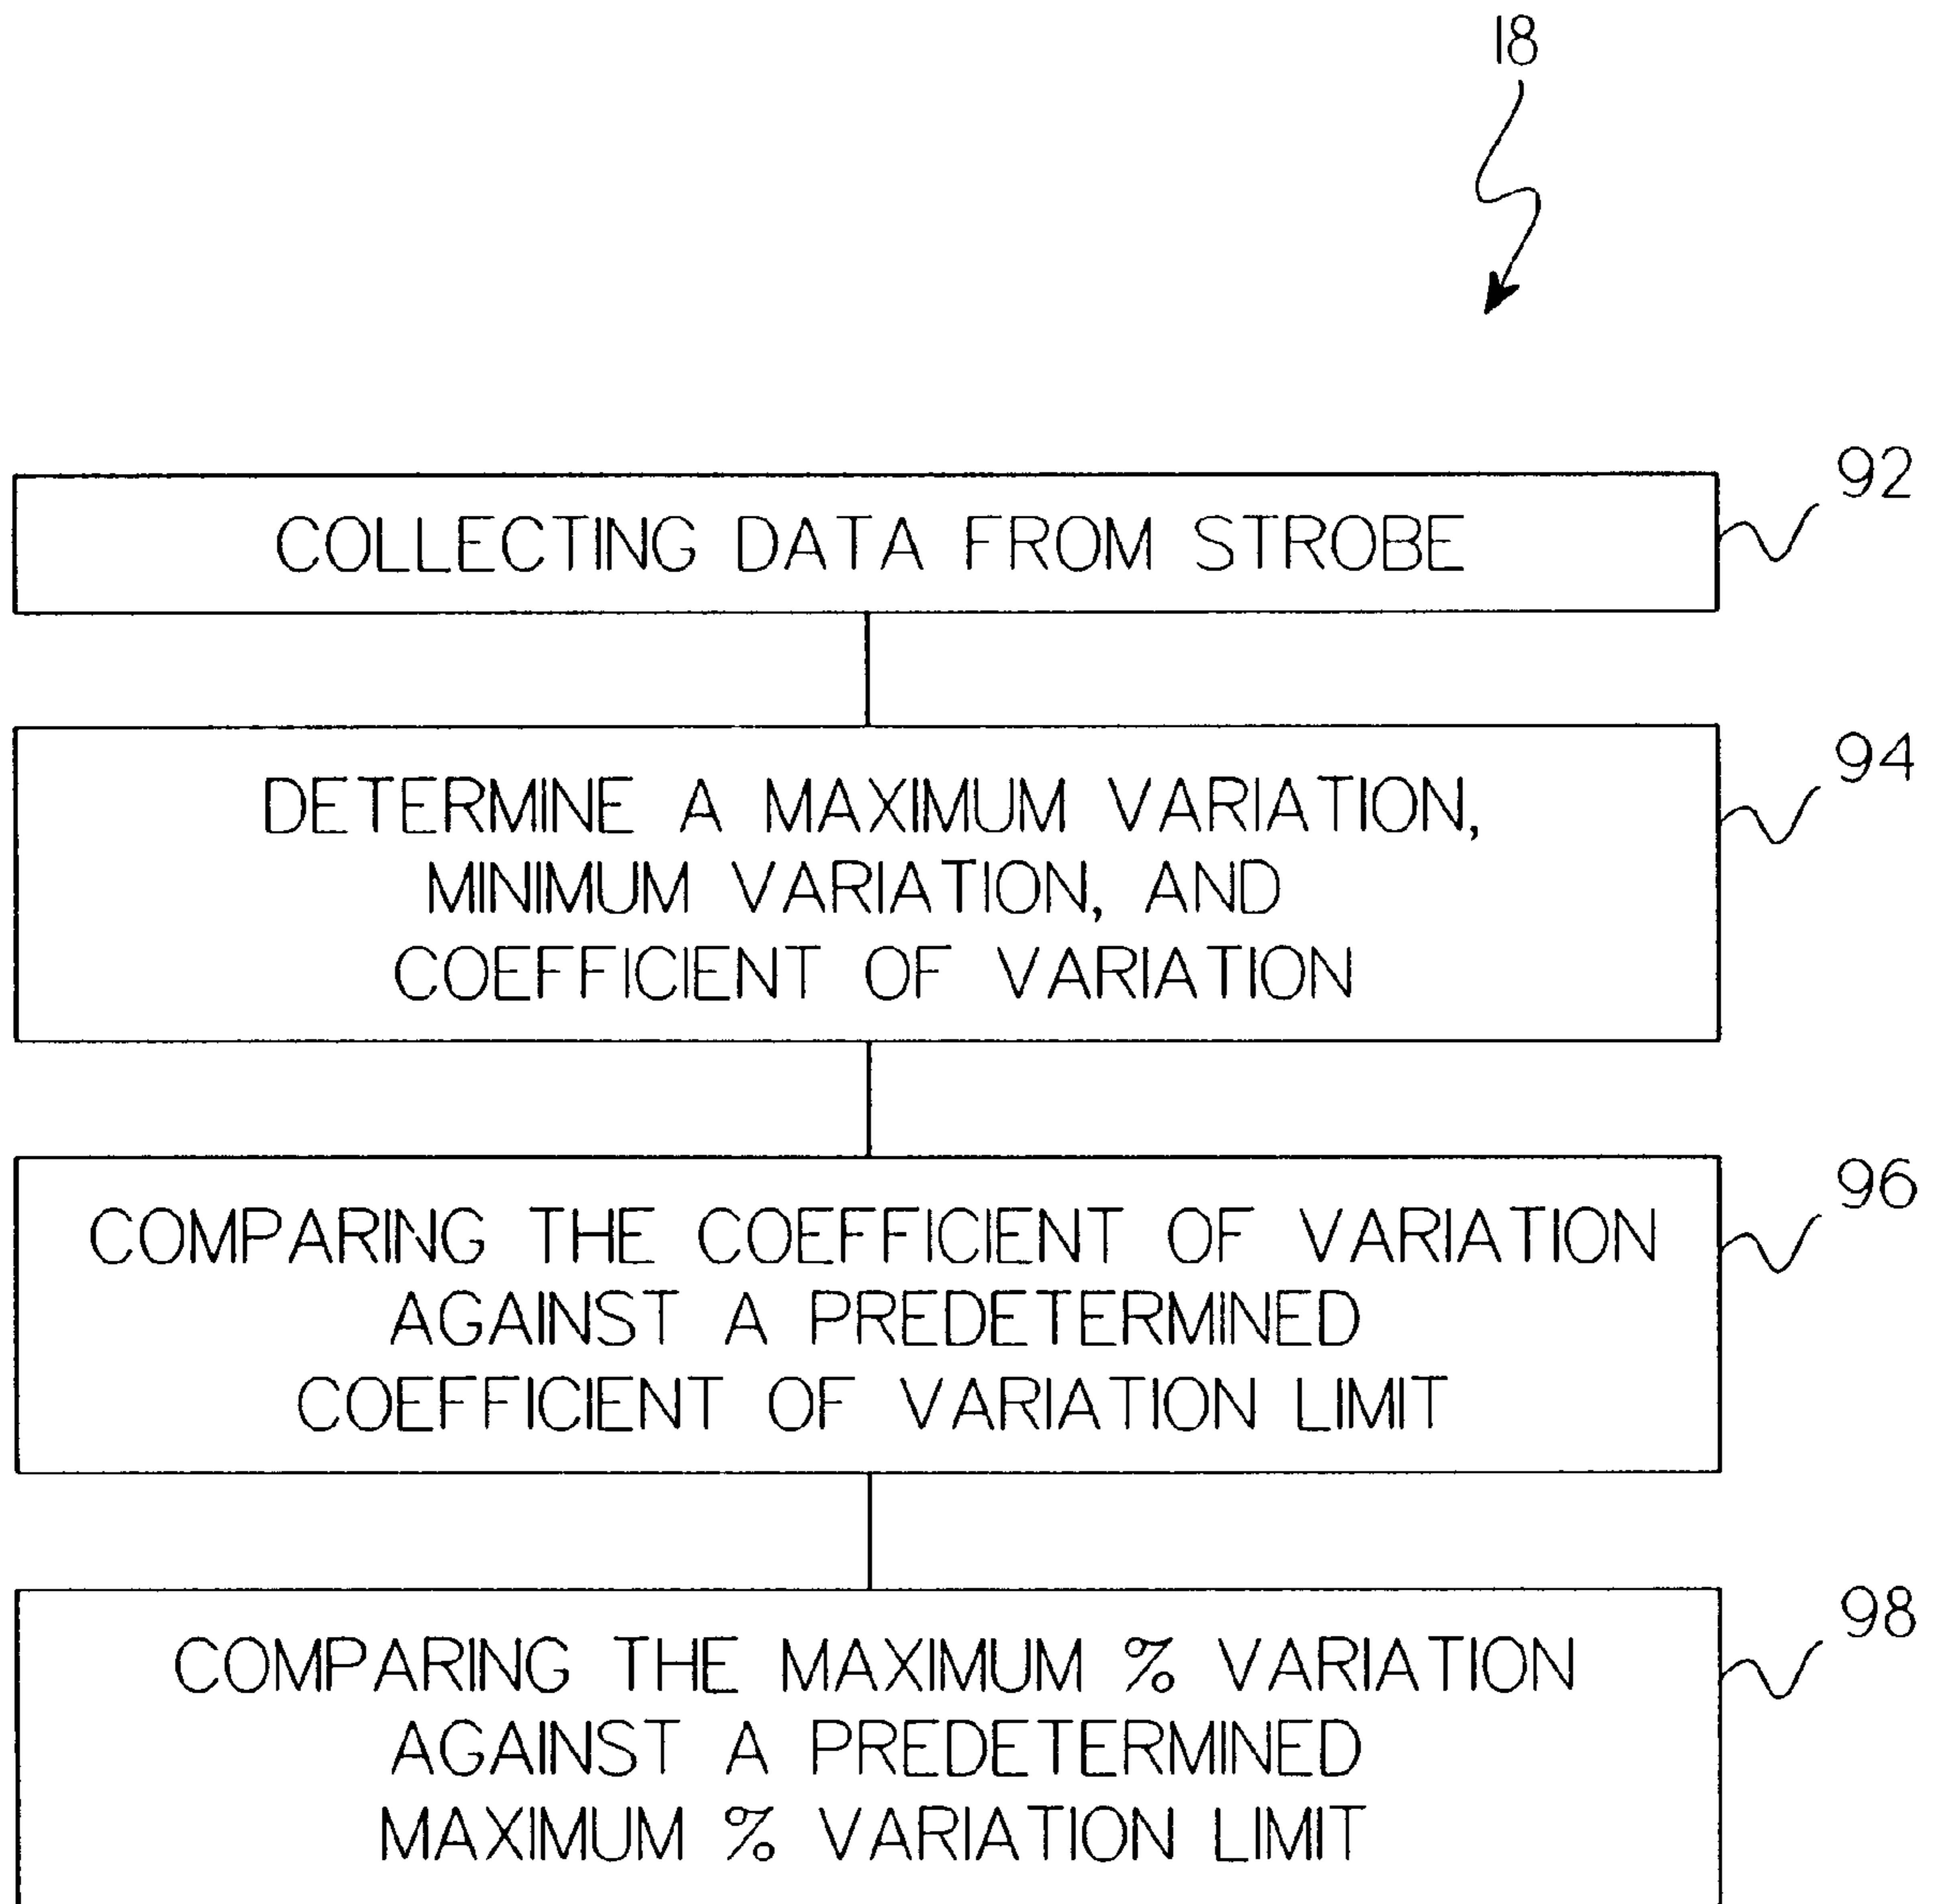 18
COLLECTING DATA FROM STROBE
92
DETERMINE A MAXIMUM VARIATION,
MINIMUM VARIATION, AND
COEFFICIENT OF VARIATION
94
COMPARING THE COEFFICIENT OF VARIATION
AGAINST A PREDETERMINED
COEFFICIENT OF VARIATION LIMIT
96
COMPARING THE MAXIMUM % VARIATION
AGAINST A PREDETERMINED
MAXIMUM % VARIATION LIMIT
98